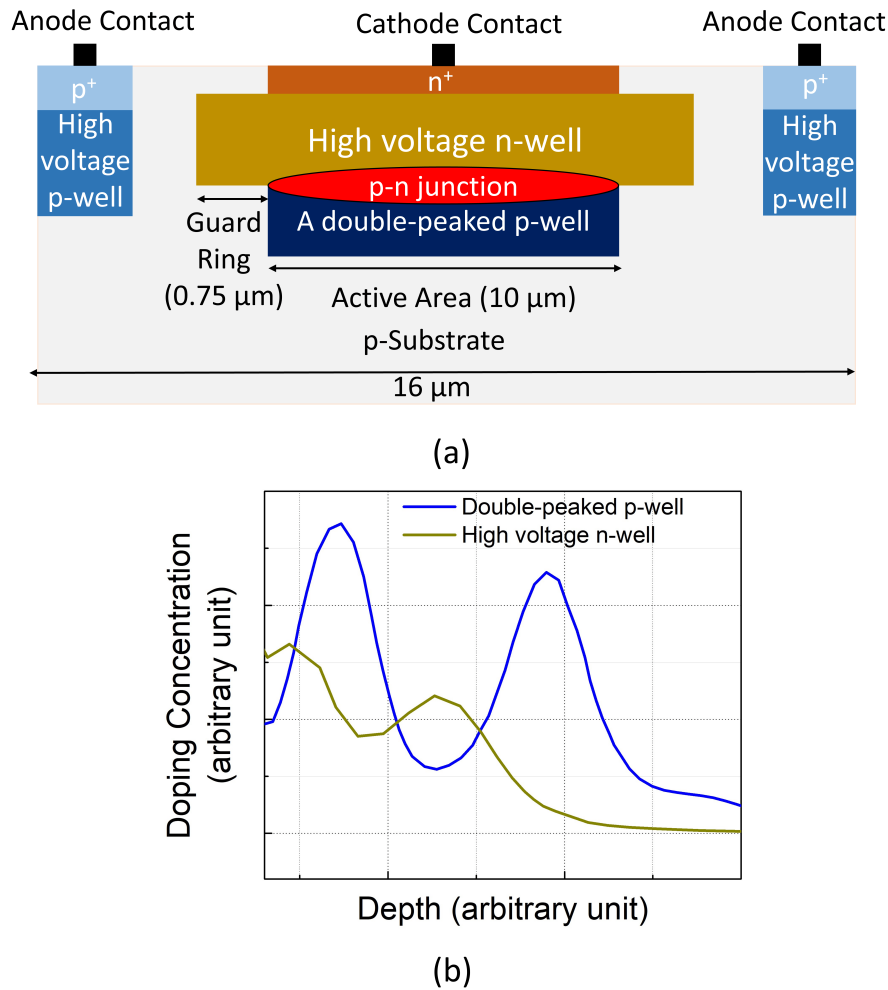 Anode Contact
Cathode Contact
Anode Contact
p+
n+
p+
High
voltage
p-well
High voltage n-well
High
voltage
p-well
p-n junction
A double-peaked p-well
Guard
Ring
(0.75 μm)
Active Area (10 μm)
p-Substrate
16 μm
(a)
Double-peaked p-well
High voltage n-well
Doping Concentration
(arbitrary unit)
Depth (arbitrary unit)
(b)